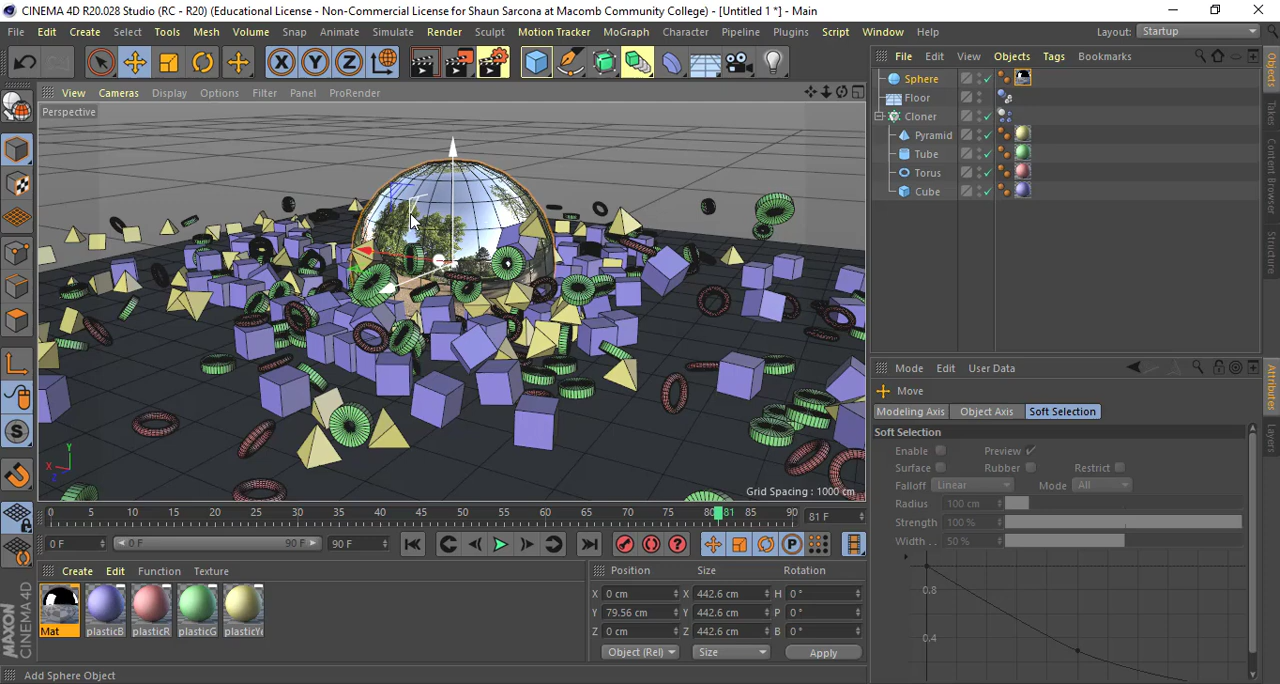 CINEMA 4D R20.028 Studio (RC - R20) (Educational License - Non-Commercial License for Shaun Sarcona at Macomb Community College) - [Untitled 1 *] - Main
File Edit Create Select Tools Mesh Volume Snap Animate Simulate Render Sculpt Motion Tracker MoGraph Character Pipeline Plugins Script Window Help Layout: Startup
X Y Z
File Edit View Objects Tags Bookmarks
View Cameras Display Options Filter Panel ProRender
Perspective
Sphere
Floor
Cloner
Pyramid
Tube
Torus
Cube
Objects
Takes
Content Browser
Structure
Y
X
Z
Grid Spacing : 1000 cm
Mode Edit User Data
Move
Modeling Axis Object Axis Soft Selection
Soft Selection
Enable Preview
Surface Rubber Restrict
Falloff Linear Mode All
Radius 100 cm
Strength 100 %
Width . . 50 %
0.8
0.4
Attributes
Layers
0 5 10 15 20 25 30 35 40 45 50 55 60 65 70 75 80 81 85 90 81 F
0 F 0 F 90 F 90 F
P
S
Create Edit Function Texture
Mat plasticB plasticR plasticG plasticYe
Position Size Rotation
X 0 cm X 442.6 cm H 0 °
Y 79.56 cm Y 442.6 cm P 0 °
Z 0 cm Z 442.6 cm B 0 °
Object (Rel) Size Apply
MAXON
CINEMA 4D
Add Sphere Object